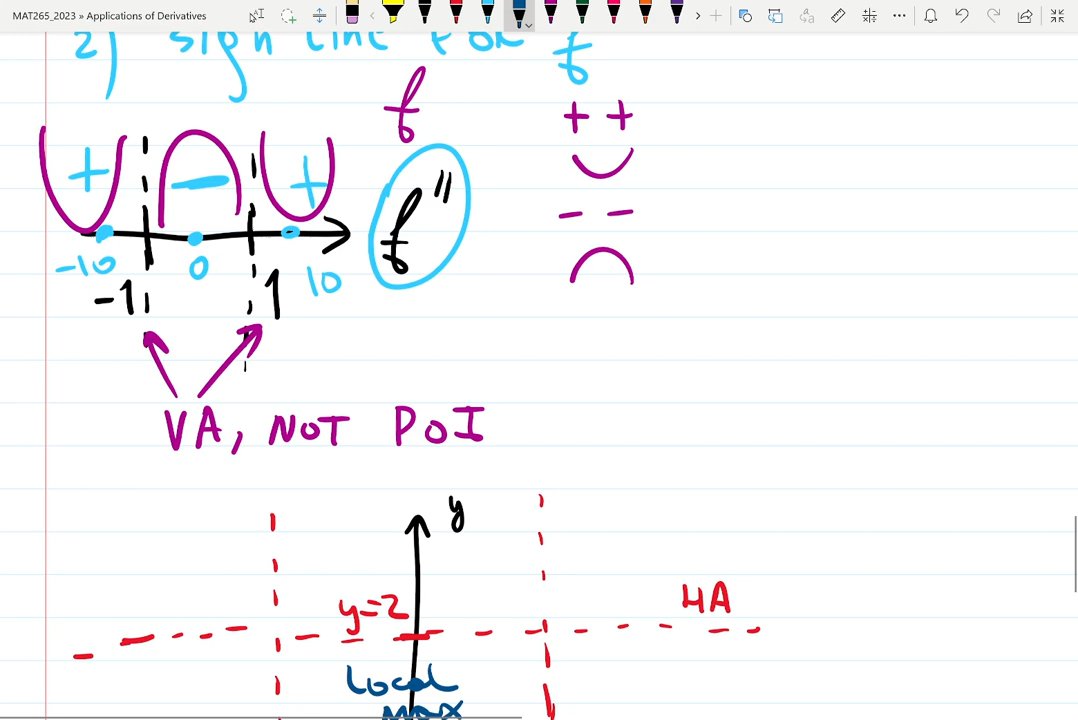 MAT265_2023 » Applications of Derivatives
2) sign line for f
f
+ +
+ − +
− −
f"
-10 0 10
-1 1
VA, NOT POI
y
y=2
HA
Local
max